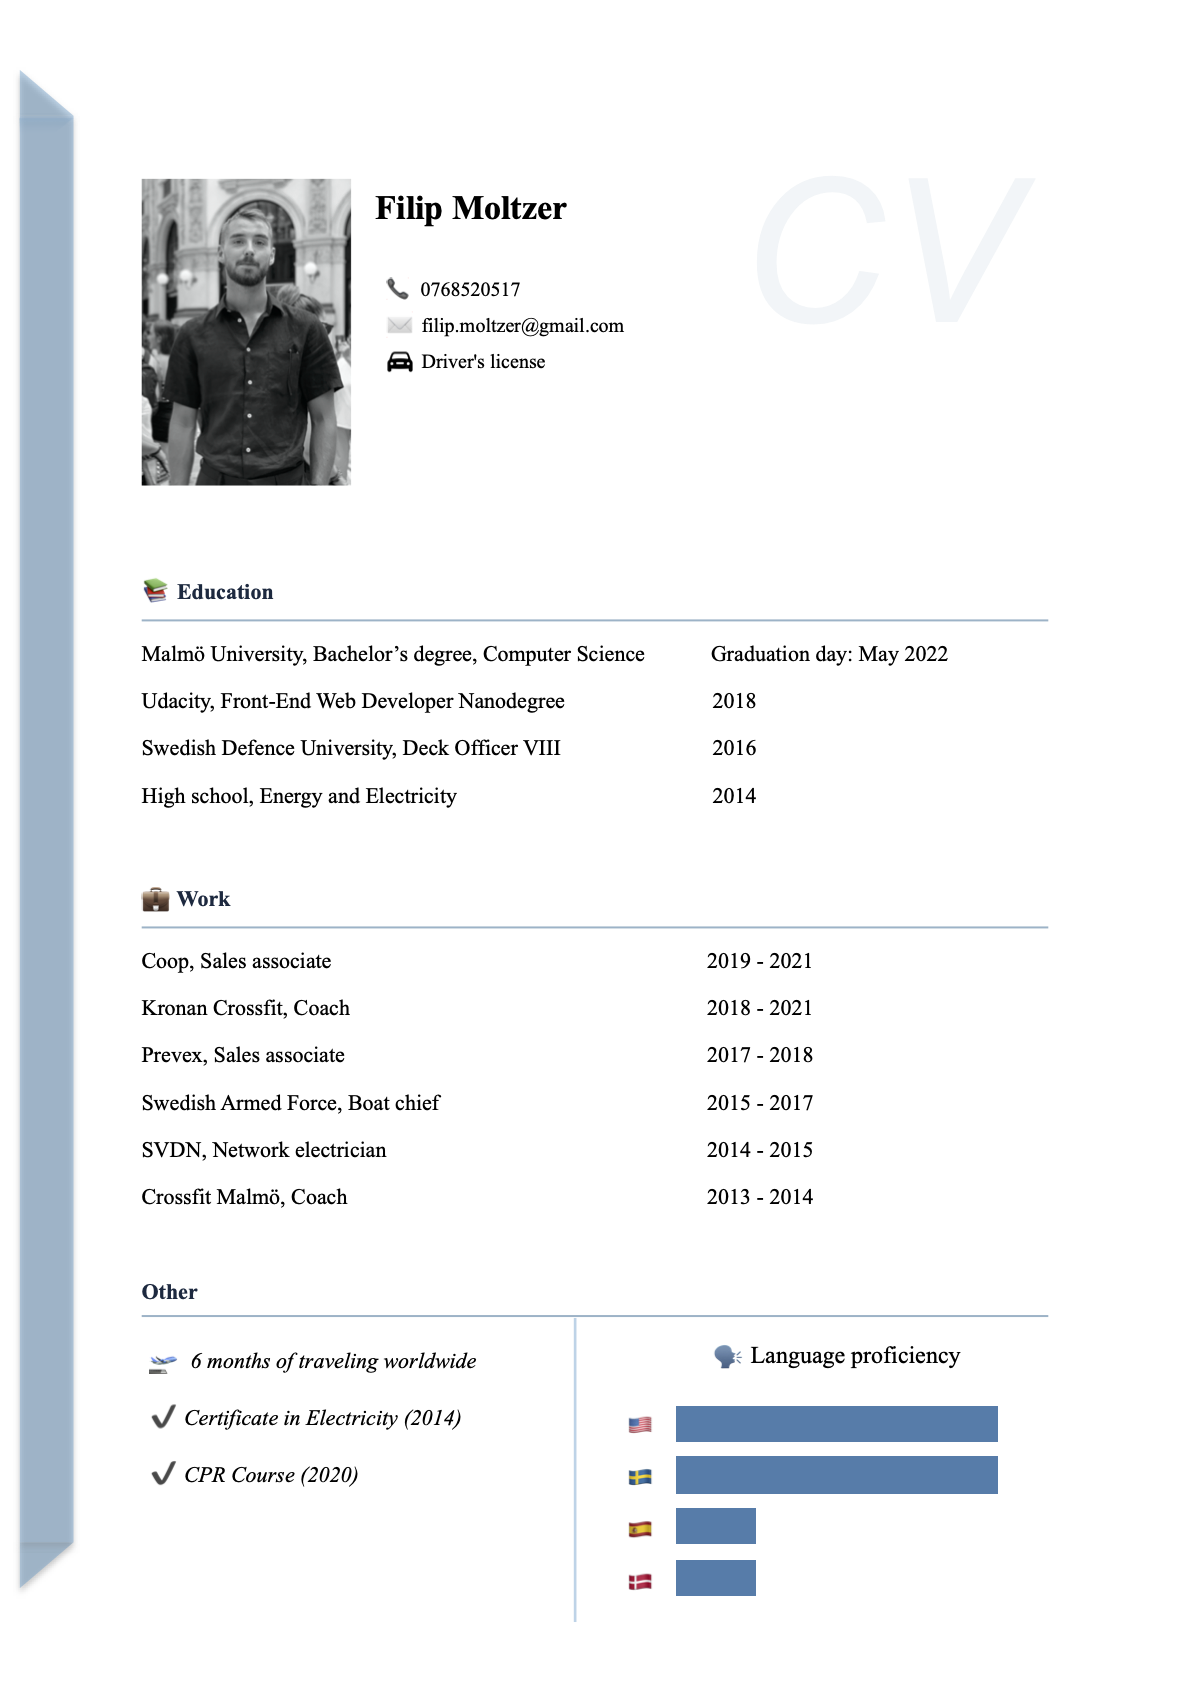 CV
Filip Moltzer
0768520517
filip.moltzer@gmail.com
Driver's license
Education
Malmö University, Bachelor’s degree, Computer Science Graduation day: May 2022
Udacity, Front-End Web Developer Nanodegree 2018
Swedish Defence University, Deck Officer VIII 2016
High school, Energy and Electricity 2014
Work
Coop, Sales associate 2019 - 2021
Kronan Crossfit, Coach 2018 - 2021
Prevex, Sales associate 2017 - 2018
Swedish Armed Force, Boat chief 2015 - 2017
SVDN, Network electrician 2014 - 2015
Crossfit Malmö, Coach 2013 - 2014
Other
6 months of traveling worldwide
Certificate in Electricity (2014)
CPR Course (2020)
Language proficiency